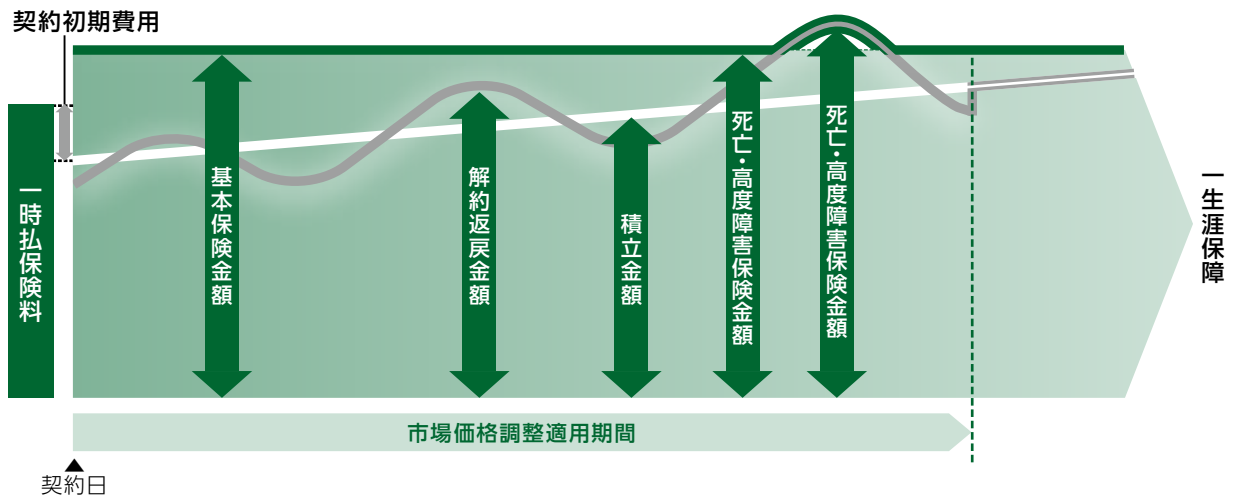 契約初期費用
一時払保険料
基本保険金額
解約返戻金額
積立金額
死亡・高度障害保険金額
死亡・高度障害保険金額
一生涯保障
市場価格調整適用期間
契約日